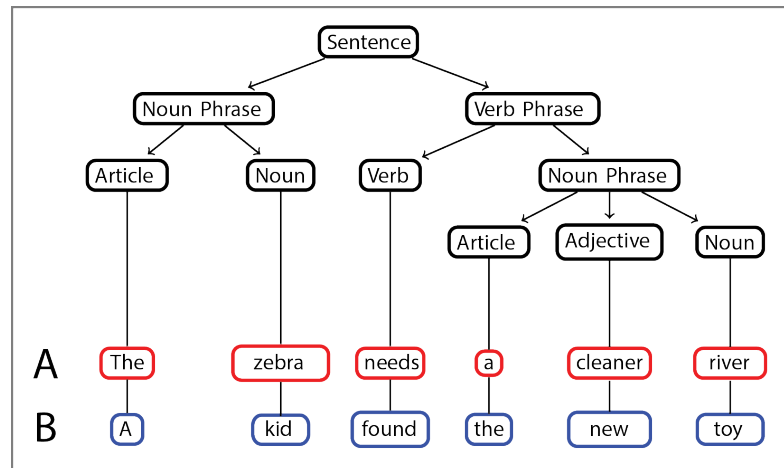 Sentence
Noun Phrase Verb Phrase
Article Noun Verb Noun Phrase
Article Adjective Noun
A The zebra needs a cleaner river
B A kid found the new toy